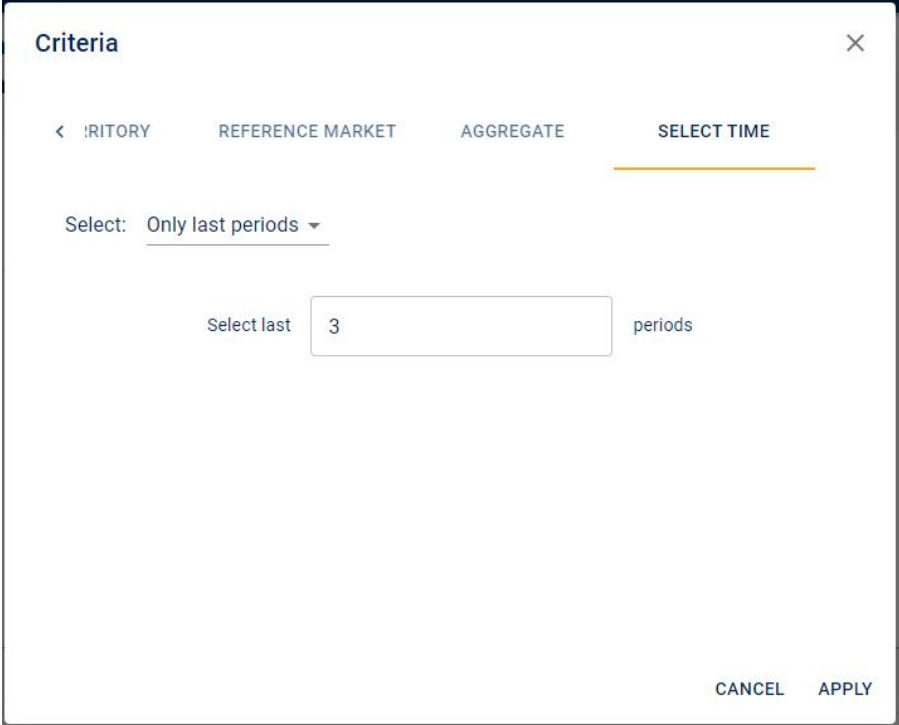 Criteria
RITORY REFERENCE MARKET AGGREGATE SELECT TIME
Select: Only last periods
Select last 3 periods
CANCEL APPLY